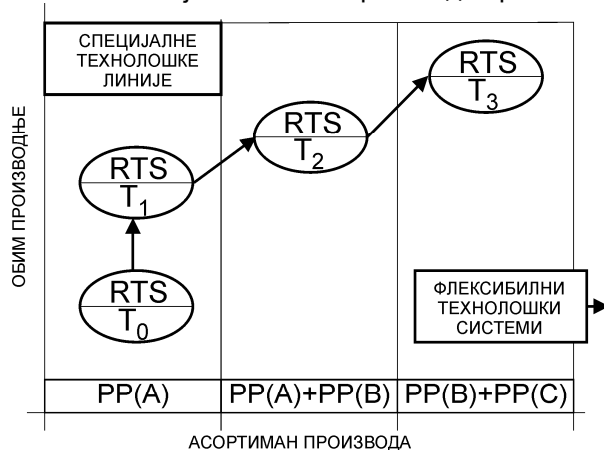 СПЕЦИЈАЛНЕ
ТЕХНОЛОШКЕ
ЛИНИЈЕ
RTS
T3
RTS
T2
RTS
T1
RTS
T0
ОБИМ ПРОИЗВОДЊЕ
ФЛЕКСИБИЛНИ
ТЕХНОЛОШКИ
СИСТЕМИ
PP(A)
PP(A)+PP(B)
PP(B)+PP(C)
АСОРТИМАН ПРОИЗВОДА